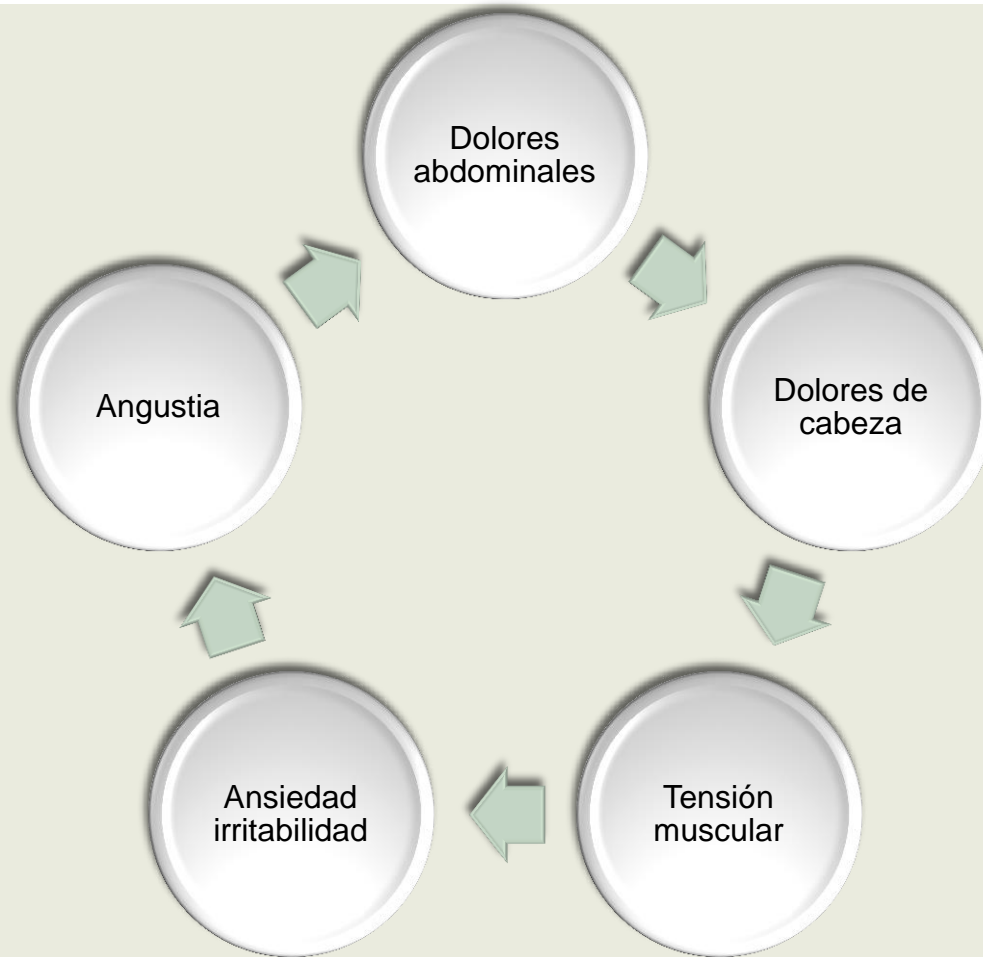 Dolores
abdominales
Dolores de
cabeza
Tensión
muscular
Ansiedad
irritabilidad
Angustia